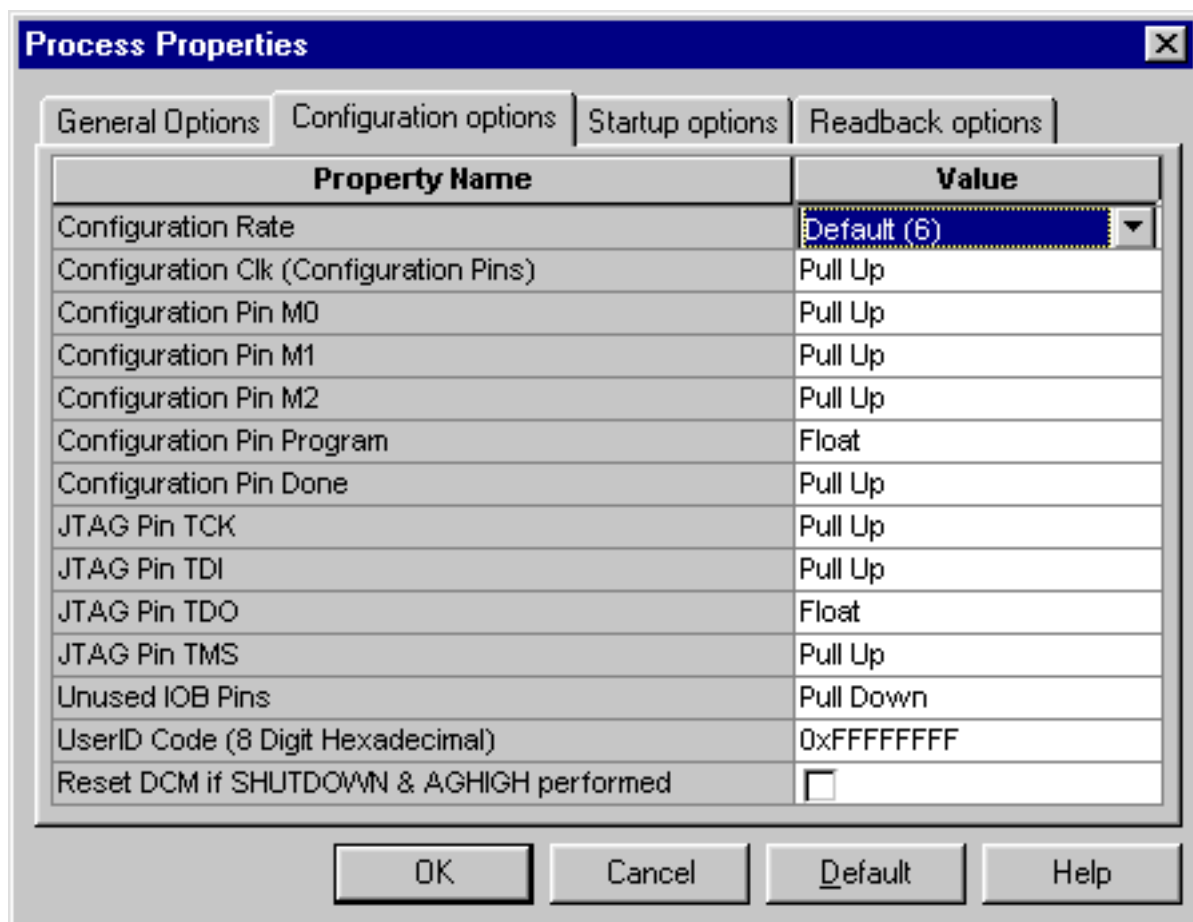 Process Properties
General Options Configuration options Startup options Readback options
Property Name Value
Configuration Rate Default (6)
Configuration Clk (Configuration Pins) Pull Up
Configuration Pin M0 Pull Up
Configuration Pin M1 Pull Up
Configuration Pin M2 Pull Up
Configuration Pin Program Float
Configuration Pin Done Pull Up
JTAG Pin TCK Pull Up
JTAG Pin TDI Pull Up
JTAG Pin TDO Float
JTAG Pin TMS Pull Up
Unused IOB Pins Pull Down
UserID Code (8 Digit Hexadecimal) 0xFFFFFFFF
Reset DCM if SHUTDOWN & AGHIGH performed
OK Cancel Default Help